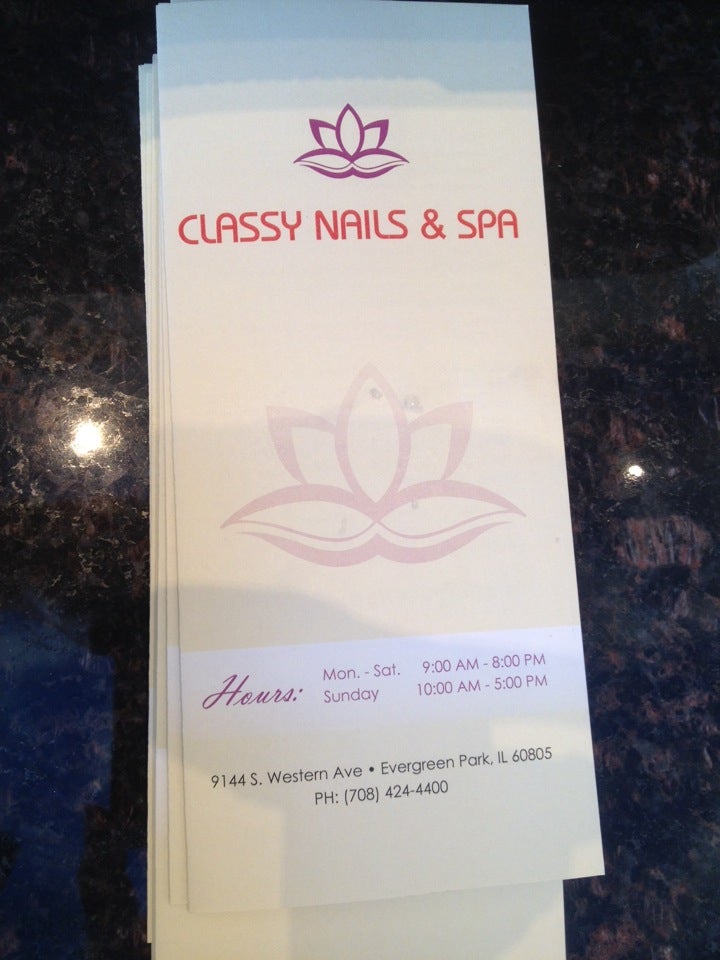 CLASSY NAILS & SPA
Hours: Mon. - Sat. 9:00 AM - 8:00 PM
Sunday 10:00 AM - 5:00 PM
9144 S. Western Ave • Evergreen Park, IL 60805
PH: (708) 424-4400